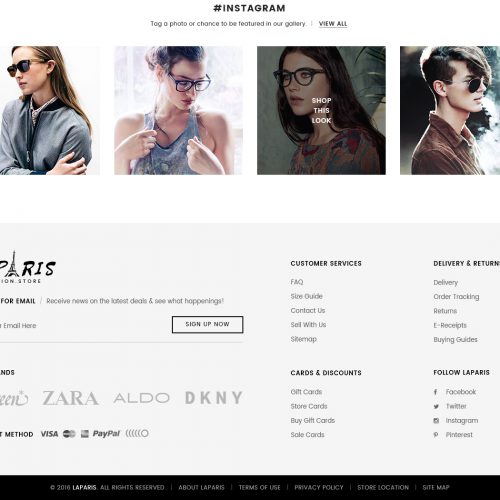 #INSTAGRAM
Tag a photo or chance to be featured in our gallery. | VIEW ALL
SHOP
THIS
LOOK
PARIS
ION.STORE
FOR EMAIL / Receive news on the latest deals & see what happenings!
Email Here
SIGN UP NOW
ANDS
een ZARA ALDO DKNY
T METHOD VISA PayPal
CUSTOMER SERVICES
FAQ
Size Guide
Contact Us
Sell With Us
Sitemap
DELIVERY & RETURNS
Delivery
Order Tracking
Returns
E-Receipts
Buying Guides
CARDS & DISCOUNTS
Gift Cards
Store Cards
Buy Gift Cards
Sale Cards
FOLLOW LAPARIS
Facebook
Twitter
Instagram
Pinterest
© 2016 LAPARIS. ALL RIGHTS RESERVED | ABOUT LAPARIS | TERMS OF USE | PRIVACY POLICY | STORE LOCATION | SITE MAP